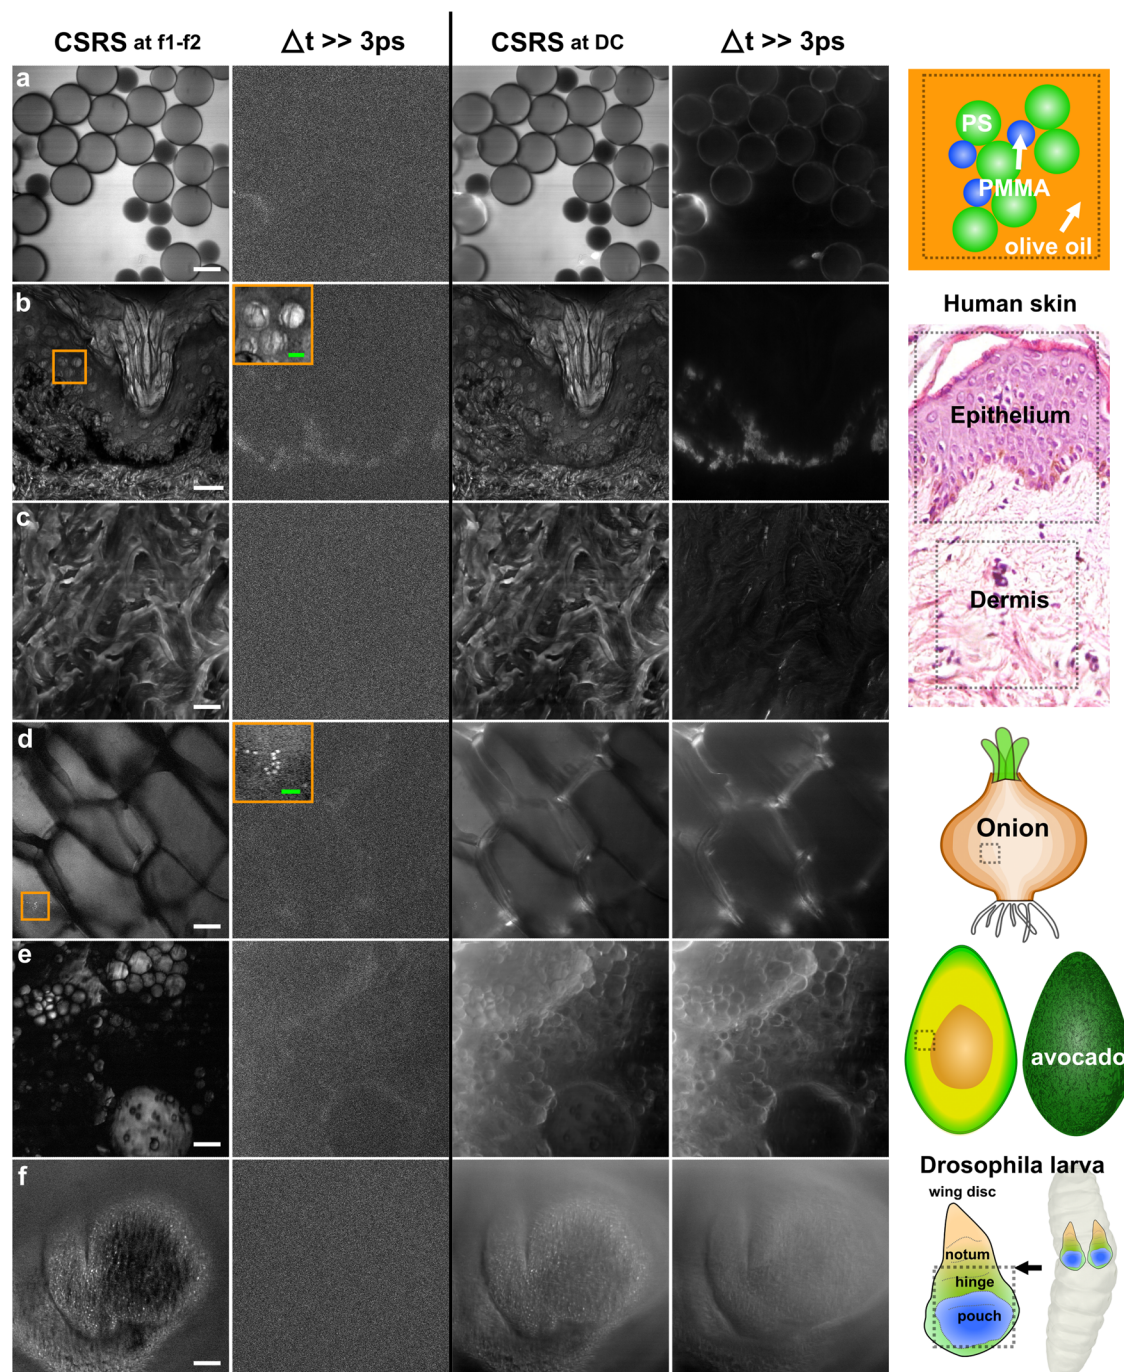 CSRS at f1-f2
Δt >> 3ps
CSRS at DC
Δt >> 3ps
a
PS
PMMA
olive oil
b
Human skin
Epithelium
c
Dermis
d
Onion
e
avocado
f
Drosophila larva
wing disc
notum
hinge
pouch